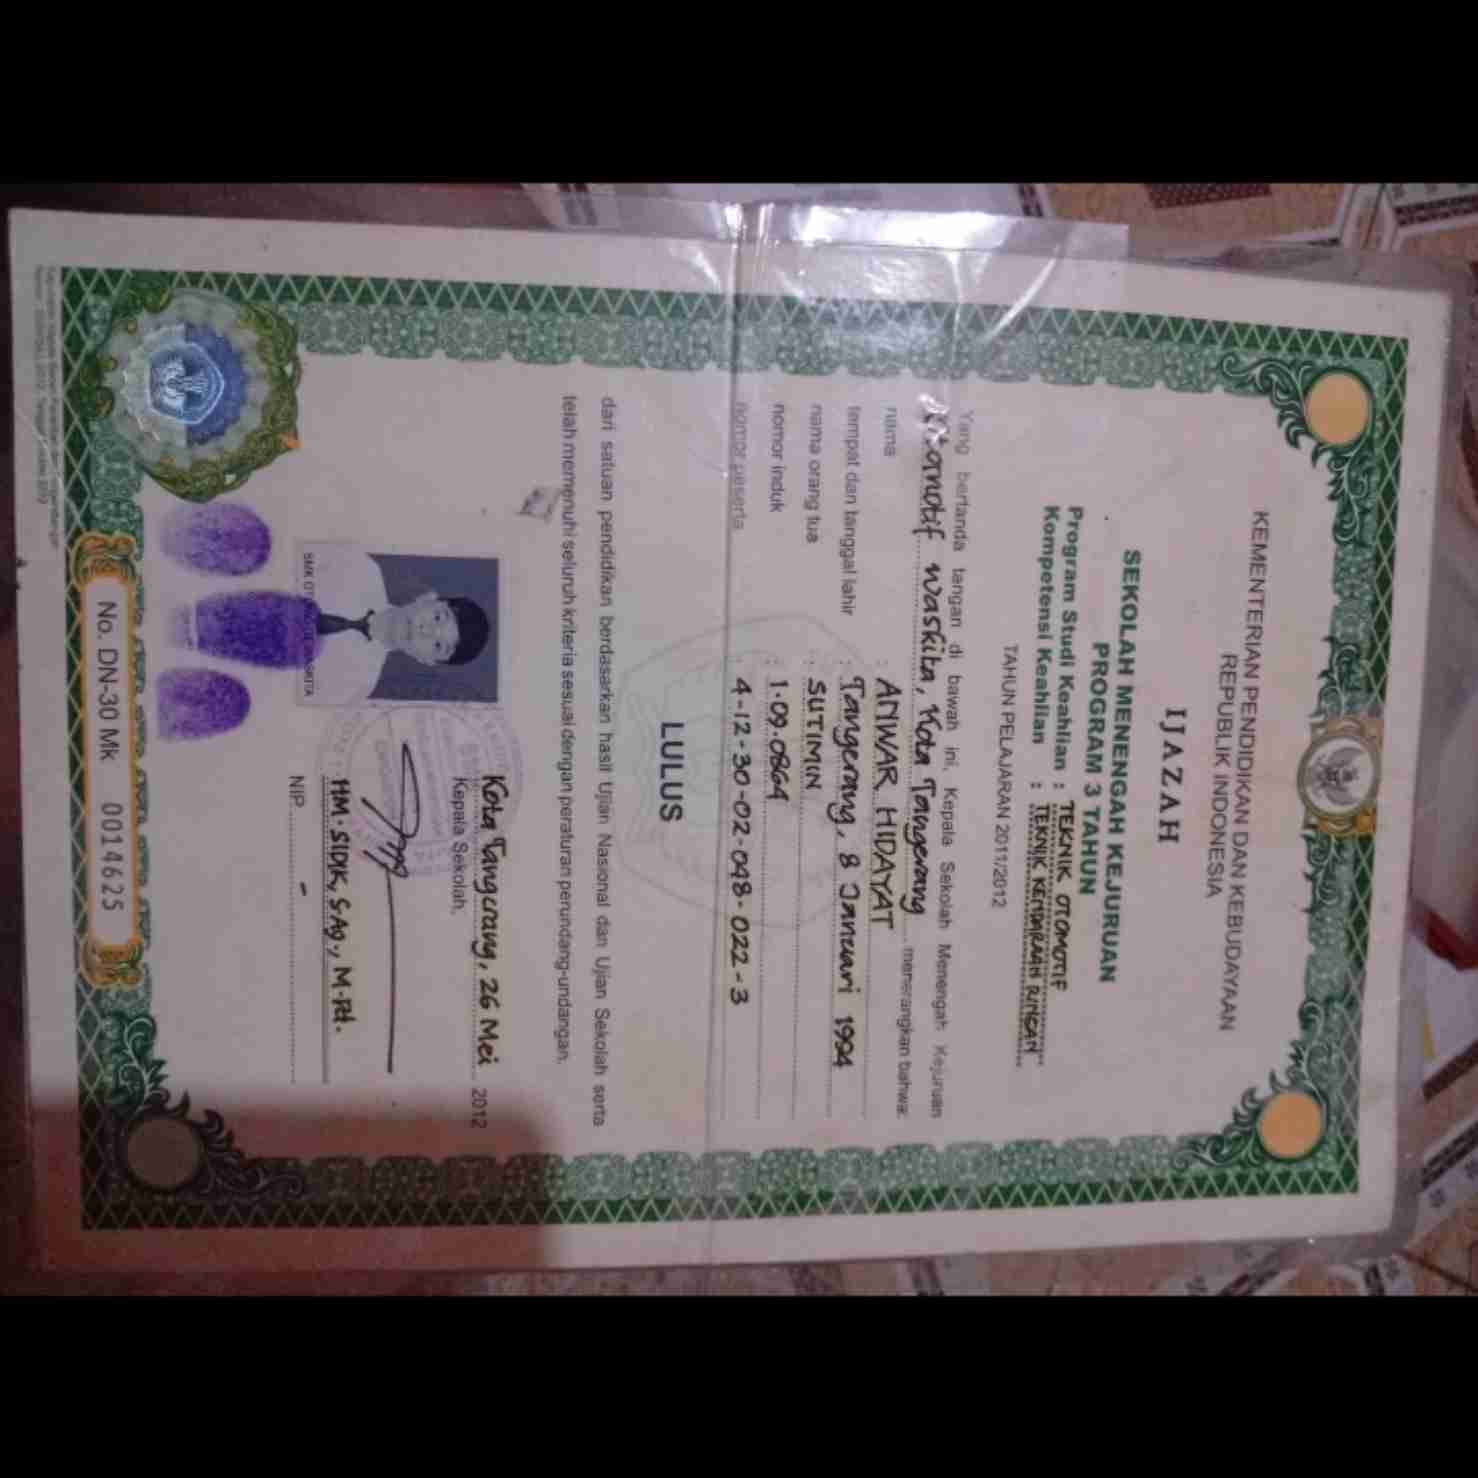 KEMENTERIAN PENDIDIKAN DAN KEBUDAYAAN
REPUBLIK INDONESIA
IJAZAH
SEKOLAH MENENGAH KEJURUAN
PROGRAM 3 TAHUN
Program Studi Keahlian : TEKNIK OTOMOTIF
Kompetensi Keahlian : TEKNIK KENDARAAN RINGAN
TAHUN PELAJARAN 2011/2012
Yang bertanda tangan di bawah ini, Kepala Sekolah Menengah Kejuruan
Waskita, Kota Tangerang menerangkan bahwa:
nama : ANWAR HIDAYAT
tempat dan tanggal lahir : Tangerang, 8 Januari 1994
nama orang tua : SUTIMIN
nomor induk : 1.09.0864
nomor peserta : 4-12-30-02-048-022-3
LULUS
dari satuan pendidikan berdasarkan hasil Ujian Nasional dan Ujian Sekolah serta
telah memenuhi seluruh kriteria sesuai dengan peraturan perundang-undangan.
Kota Tangerang, 26 Mei 2012
Kepala Sekolah,
HM. SIDIK, S.Ag., M.Pd.
NIP. -
No. DN-30 Mk 0014625